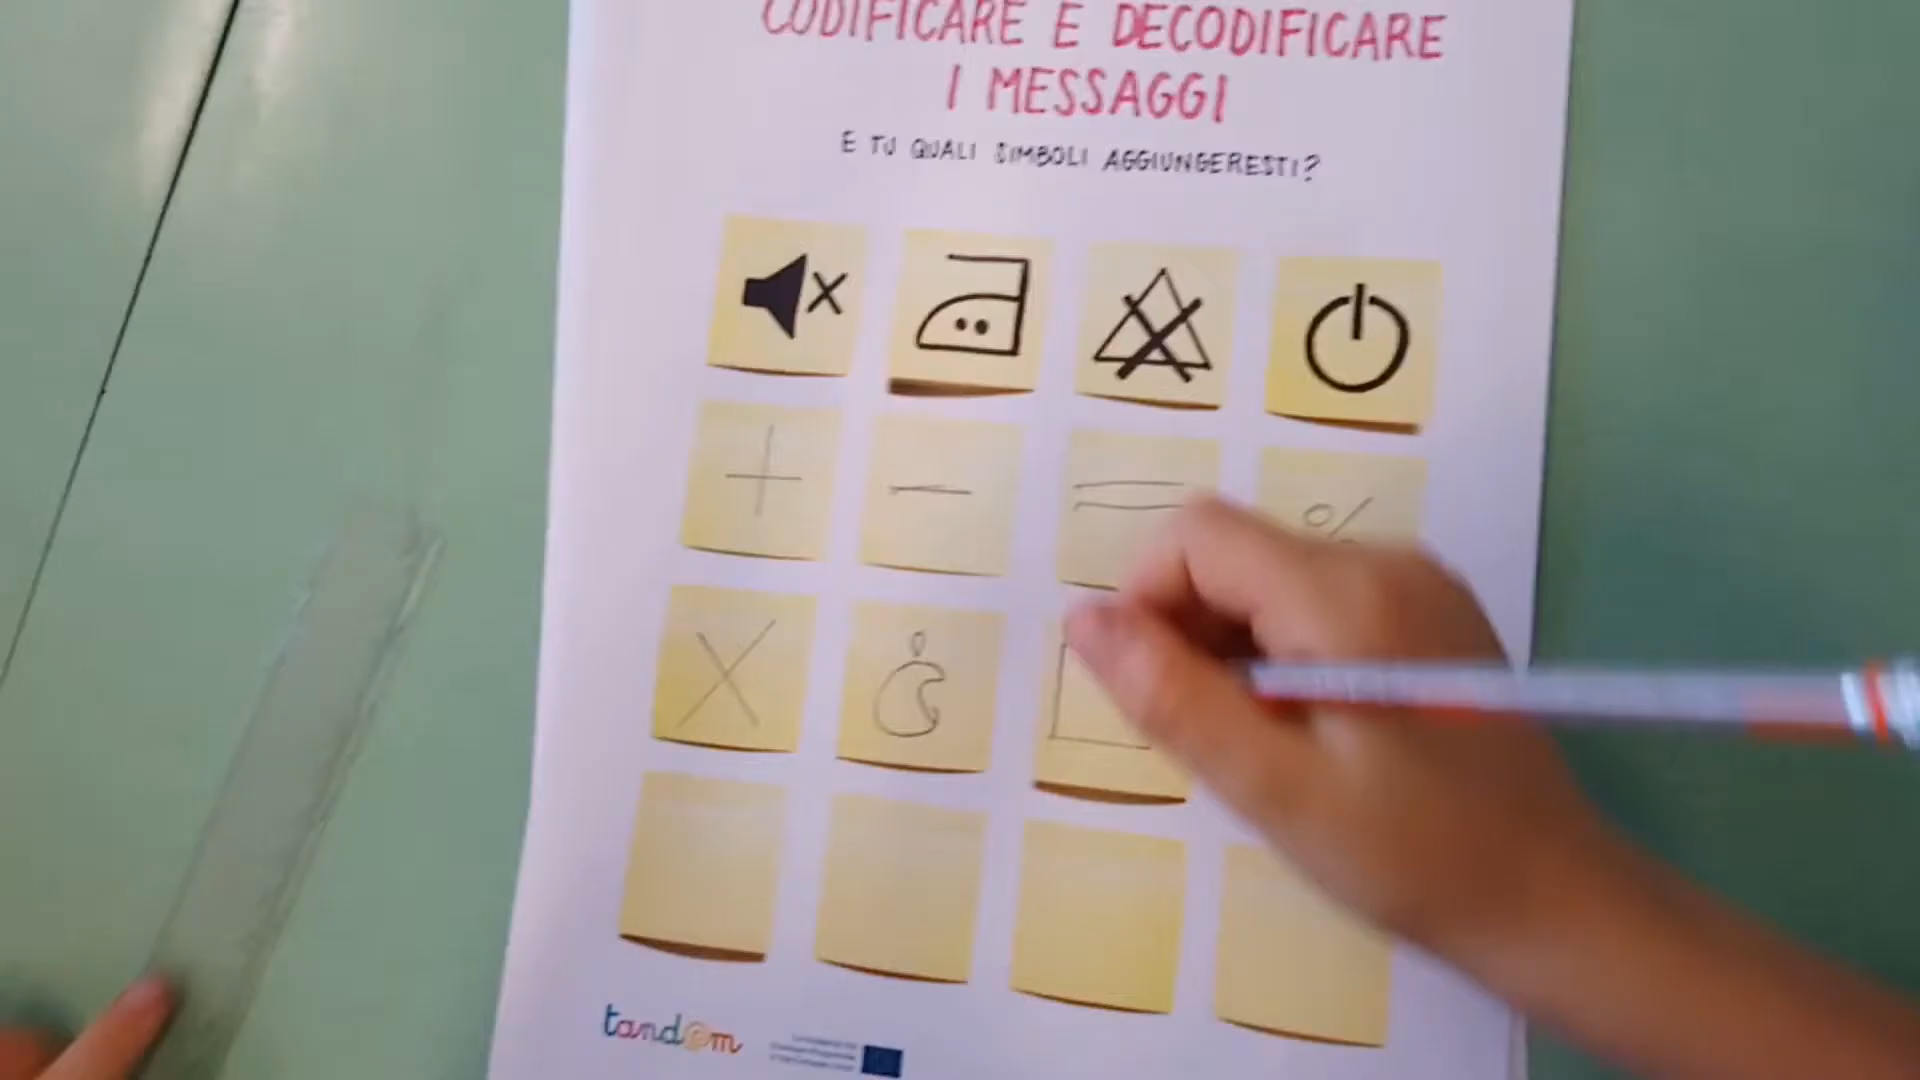 CODIFICARE E DECODIFICARE
I MESSAGGI
E TU QUALI SIMBOLI AGGIUNGERESTI?
+ − = %
X
tandem